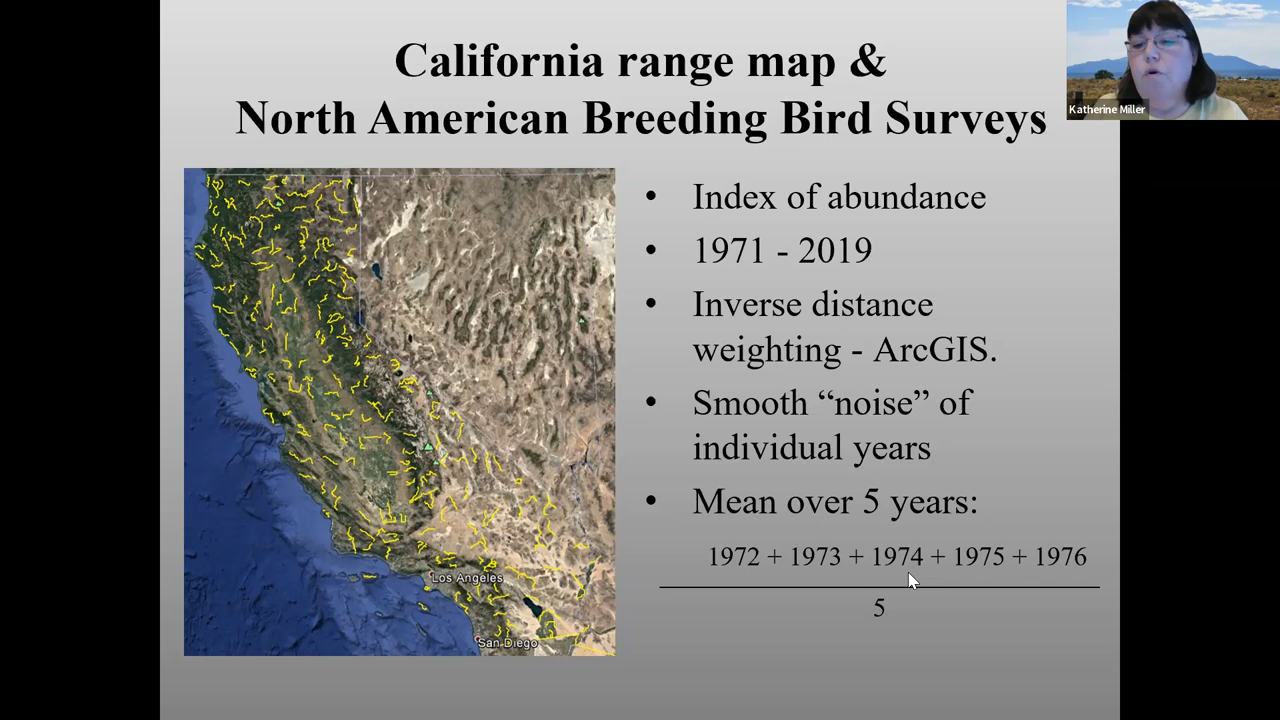 California range map &
North American Breeding Bird Surveys
Katherine Miller
• Index of abundance
• 1971 - 2019
• Inverse distance
weighting - ArcGIS.
• Smooth “noise” of
individual years
• Mean over 5 years:
1972 + 1973 + 1974 + 1975 + 1976
5
Los Angeles
San Diego